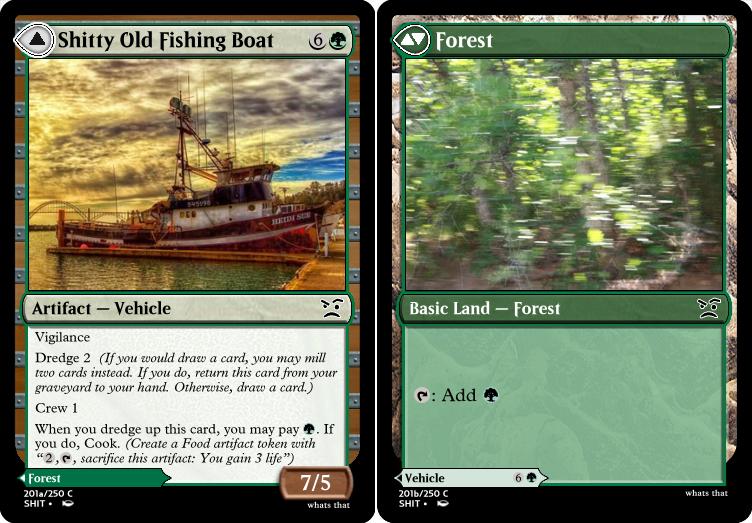 Shitty Old Fishing Boat 6
545098
HEIDI SUE
Artifact — Vehicle
Vigilance
Dredge 2 (If you would draw a card, you may mill
two cards instead. If you do, return this card from your
graveyard to your hand. Otherwise, draw a card.)
Crew 1
When you dredge up this card, you may pay . If
you do, Cook. (Create a Food artifact token with
“2, , sacrifice this artifact: You gain 3 life”)
Forest
7/5
201a/250 C
SHIT •
whats that
Forest
Basic Land — Forest
: Add
Vehicle 6
201b/250 C
SHIT •
whats that